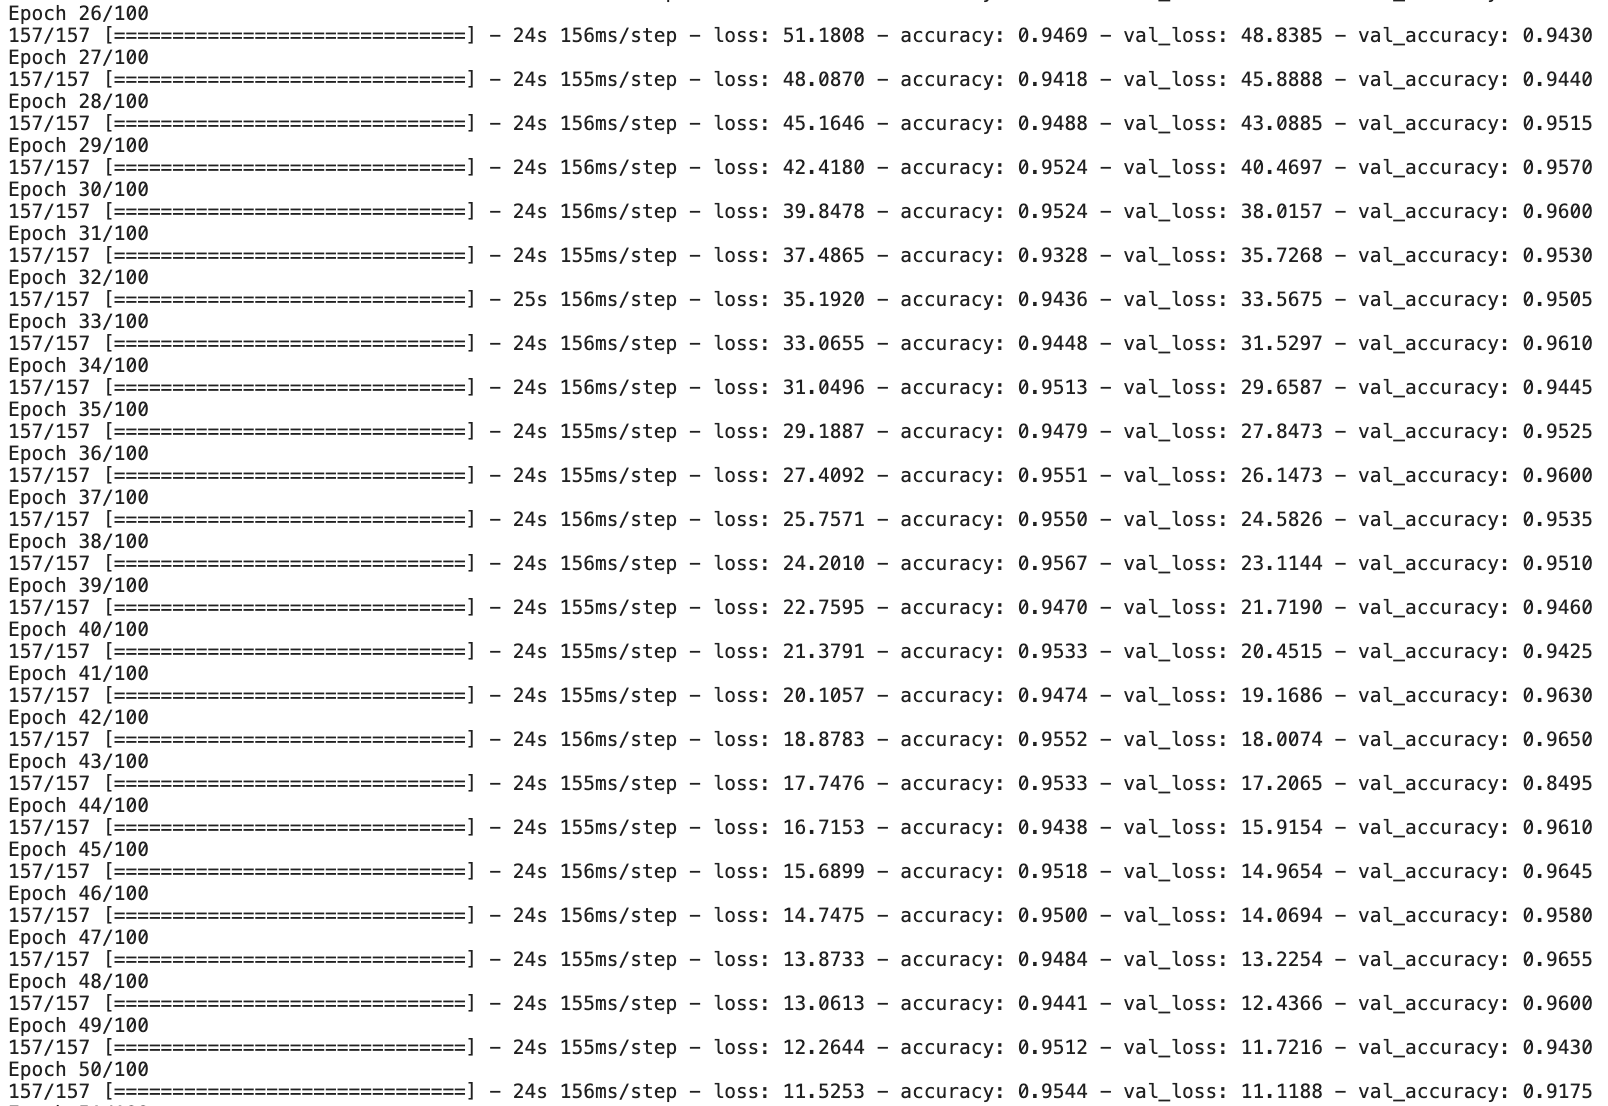 Epoch 26/100
157/157 [==============================] - 24s 156ms/step - loss: 51.1808 - accuracy: 0.9469 - val_loss: 48.8385 - val_accuracy: 0.9430
Epoch 27/100
157/157 [==============================] - 24s 155ms/step - loss: 48.0870 - accuracy: 0.9418 - val_loss: 45.8888 - val_accuracy: 0.9440
Epoch 28/100
157/157 [==============================] - 24s 156ms/step - loss: 45.1646 - accuracy: 0.9488 - val_loss: 43.0885 - val_accuracy: 0.9515
Epoch 29/100
157/157 [==============================] - 24s 156ms/step - loss: 42.4180 - accuracy: 0.9524 - val_loss: 40.4697 - val_accuracy: 0.9570
Epoch 30/100
157/157 [==============================] - 24s 156ms/step - loss: 39.8478 - accuracy: 0.9524 - val_loss: 38.0157 - val_accuracy: 0.9600
Epoch 31/100
157/157 [==============================] - 24s 155ms/step - loss: 37.4865 - accuracy: 0.9328 - val_loss: 35.7268 - val_accuracy: 0.9530
Epoch 32/100
157/157 [==============================] - 25s 156ms/step - loss: 35.1920 - accuracy: 0.9436 - val_loss: 33.5675 - val_accuracy: 0.9505
Epoch 33/100
157/157 [==============================] - 24s 156ms/step - loss: 33.0655 - accuracy: 0.9448 - val_loss: 31.5297 - val_accuracy: 0.9610
Epoch 34/100
157/157 [==============================] - 24s 156ms/step - loss: 31.0496 - accuracy: 0.9513 - val_loss: 29.6587 - val_accuracy: 0.9445
Epoch 35/100
157/157 [==============================] - 24s 155ms/step - loss: 29.1887 - accuracy: 0.9479 - val_loss: 27.8473 - val_accuracy: 0.9525
Epoch 36/100
157/157 [==============================] - 24s 155ms/step - loss: 27.4092 - accuracy: 0.9551 - val_loss: 26.1473 - val_accuracy: 0.9600
Epoch 37/100
157/157 [==============================] - 24s 156ms/step - loss: 25.7571 - accuracy: 0.9550 - val_loss: 24.5826 - val_accuracy: 0.9535
Epoch 38/100
157/157 [==============================] - 24s 156ms/step - loss: 24.2010 - accuracy: 0.9567 - val_loss: 23.1144 - val_accuracy: 0.9510
Epoch 39/100
157/157 [==============================] - 24s 155ms/step - loss: 22.7595 - accuracy: 0.9470 - val_loss: 21.7190 - val_accuracy: 0.9460
Epoch 40/100
157/157 [==============================] - 24s 155ms/step - loss: 21.3791 - accuracy: 0.9533 - val_loss: 20.4515 - val_accuracy: 0.9425
Epoch 41/100
157/157 [==============================] - 24s 155ms/step - loss: 20.1057 - accuracy: 0.9474 - val_loss: 19.1686 - val_accuracy: 0.9630
Epoch 42/100
157/157 [==============================] - 24s 156ms/step - loss: 18.8783 - accuracy: 0.9552 - val_loss: 18.0074 - val_accuracy: 0.9650
Epoch 43/100
157/157 [==============================] - 24s 155ms/step - loss: 17.7476 - accuracy: 0.9533 - val_loss: 17.2065 - val_accuracy: 0.8495
Epoch 44/100
157/157 [==============================] - 24s 155ms/step - loss: 16.7153 - accuracy: 0.9438 - val_loss: 15.9154 - val_accuracy: 0.9610
Epoch 45/100
157/157 [==============================] - 24s 156ms/step - loss: 15.6899 - accuracy: 0.9518 - val_loss: 14.9654 - val_accuracy: 0.9645
Epoch 46/100
157/157 [==============================] - 24s 156ms/step - loss: 14.7475 - accuracy: 0.9500 - val_loss: 14.0694 - val_accuracy: 0.9580
Epoch 47/100
157/157 [==============================] - 24s 155ms/step - loss: 13.8733 - accuracy: 0.9484 - val_loss: 13.2254 - val_accuracy: 0.9655
Epoch 48/100
157/157 [==============================] - 24s 155ms/step - loss: 13.0613 - accuracy: 0.9441 - val_loss: 12.4366 - val_accuracy: 0.9600
Epoch 49/100
157/157 [==============================] - 24s 155ms/step - loss: 12.2644 - accuracy: 0.9512 - val_loss: 11.7216 - val_accuracy: 0.9430
Epoch 50/100
157/157 [==============================] - 24s 156ms/step - loss: 11.5253 - accuracy: 0.9544 - val_loss: 11.1188 - val_accuracy: 0.9175